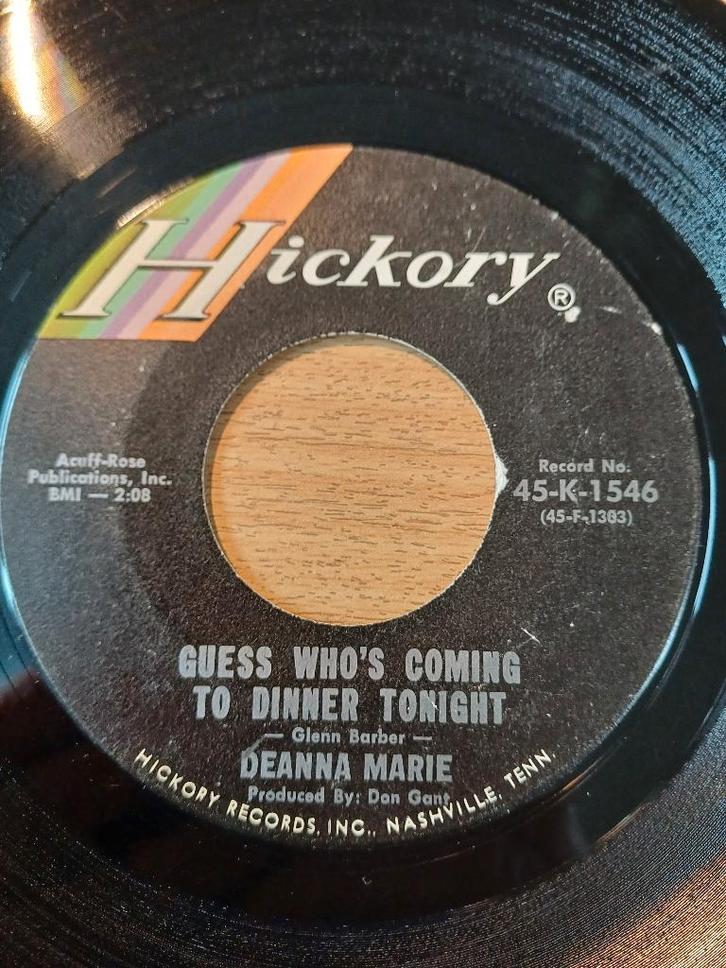 Hickory®
Acuff-Rose
Publications, Inc.
BMI — 2:08
Record No.
45-K-1546
(45-F-1383)
GUESS WHO'S COMING
TO DINNER TONIGHT
— Glenn Barber —
DEANNA MARIE
Produced By: Don Gant
HICKORY RECORDS, INC., NASHVILLE, TENN.